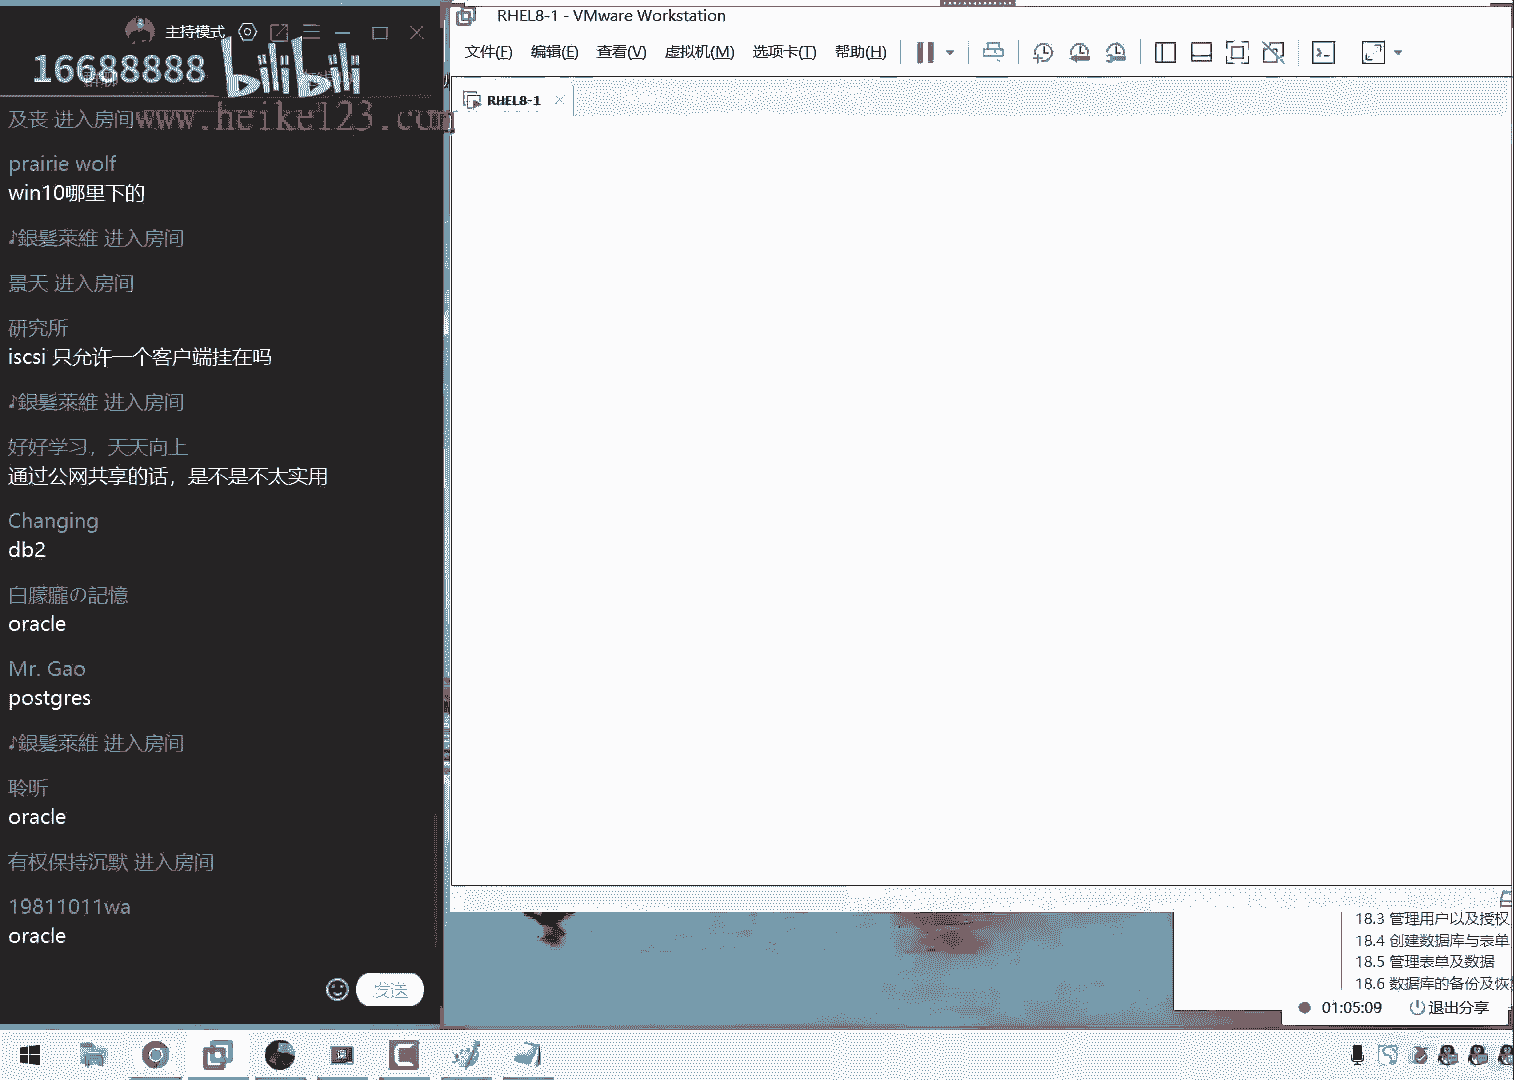 主持模式
16688888
bilibili
及丧 进入房间
www.heike123.com
prairie wolf
win10哪里下的
♪銀髮萊維 进入房间
景天 进入房间
研究所
iscsi 只允许一个客户端挂在吗
♪銀髮萊維 进入房间
好好学习，天天向上
通过公网共享的话，是不是不太实用
Changing
db2
白朦朧の記憶
oracle
Mr. Gao
postgres
♪銀髮萊維 进入房间
聆听
oracle
有权保持沉默 进入房间
19811011wa
oracle
发送
RHEL8-1 - VMware Workstation
文件(F) 编辑(E) 查看(V) 虚拟机(M) 选项卡(T) 帮助(H)
RHEL8-1
18.3 管理用户以及授权
18.4 创建数据库与表单
18.5 管理表单及数据
18.6 数据库的备份及恢
01:05:09 退出分享